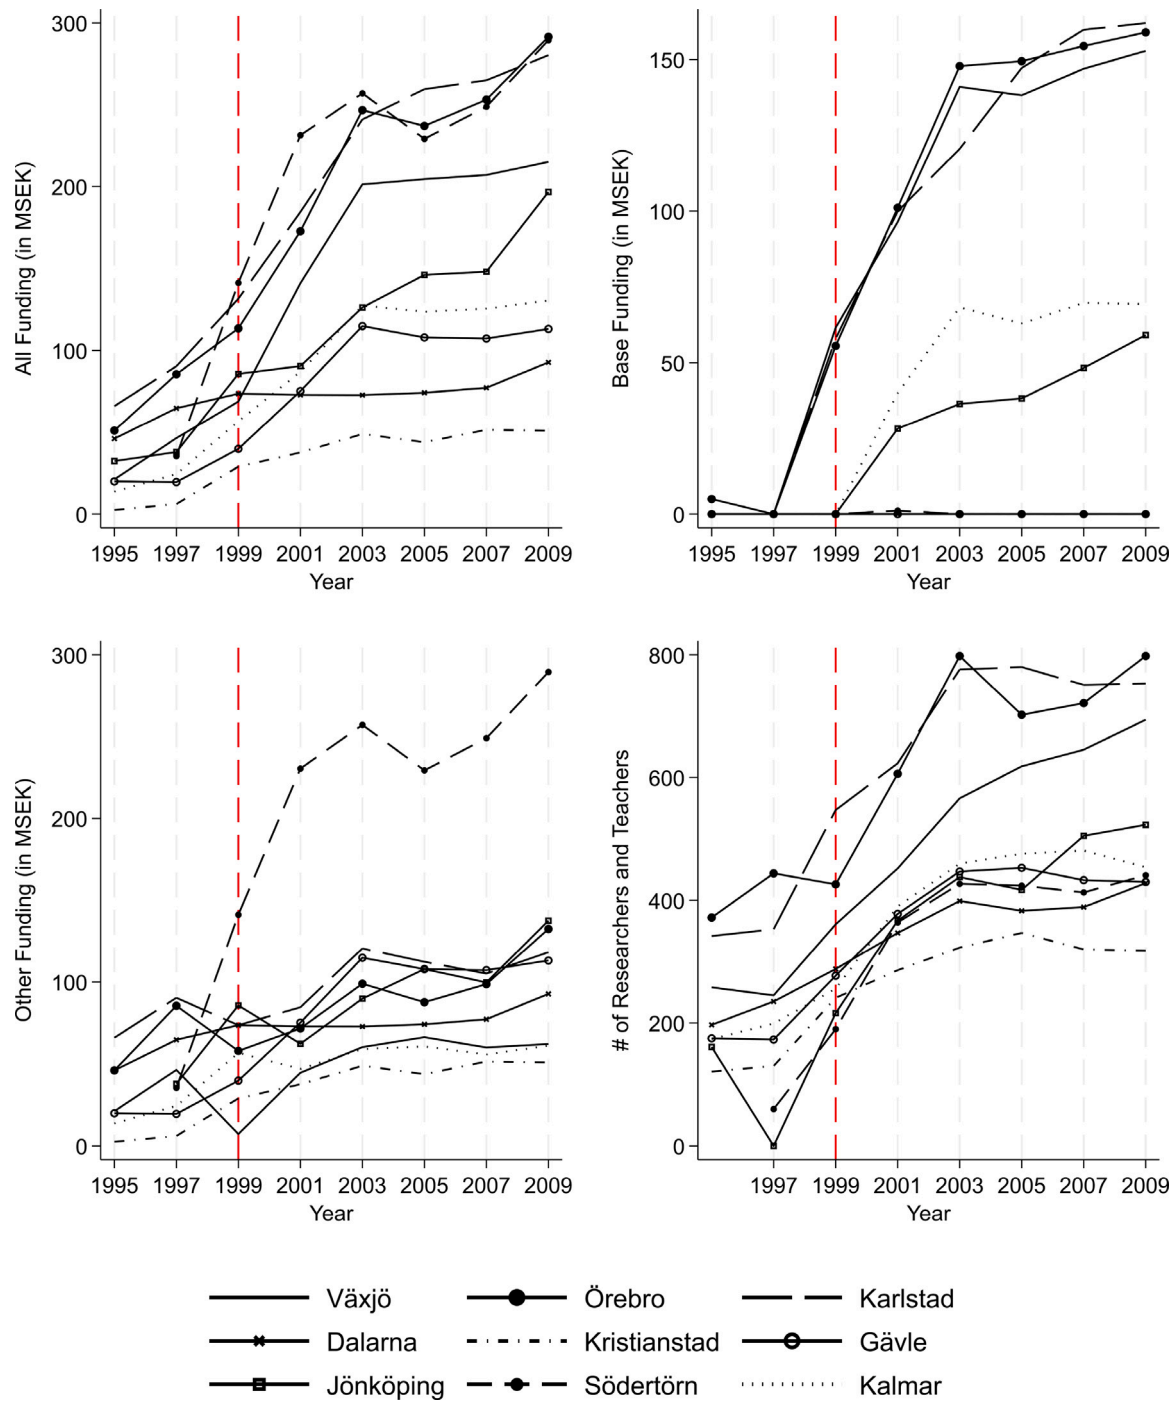 All Funding (in MSEK)
300
200
100
0
1995 1997 1999 2001 2003 2005 2007 2009
Year
Base Funding (in MSEK)
150
100
50
0
1995 1997 1999 2001 2003 2005 2007 2009
Year
Other Funding (in MSEK)
300
200
100
0
1995 1997 1999 2001 2003 2005 2007 2009
Year
# of Researchers and Teachers
800
600
400
200
0
1997 1999 2001 2003 2005 2007 2009
Year
Växjö Örebro Karlstad
Dalarna Kristianstad Gävle
Jönköping Södertörn Kalmar